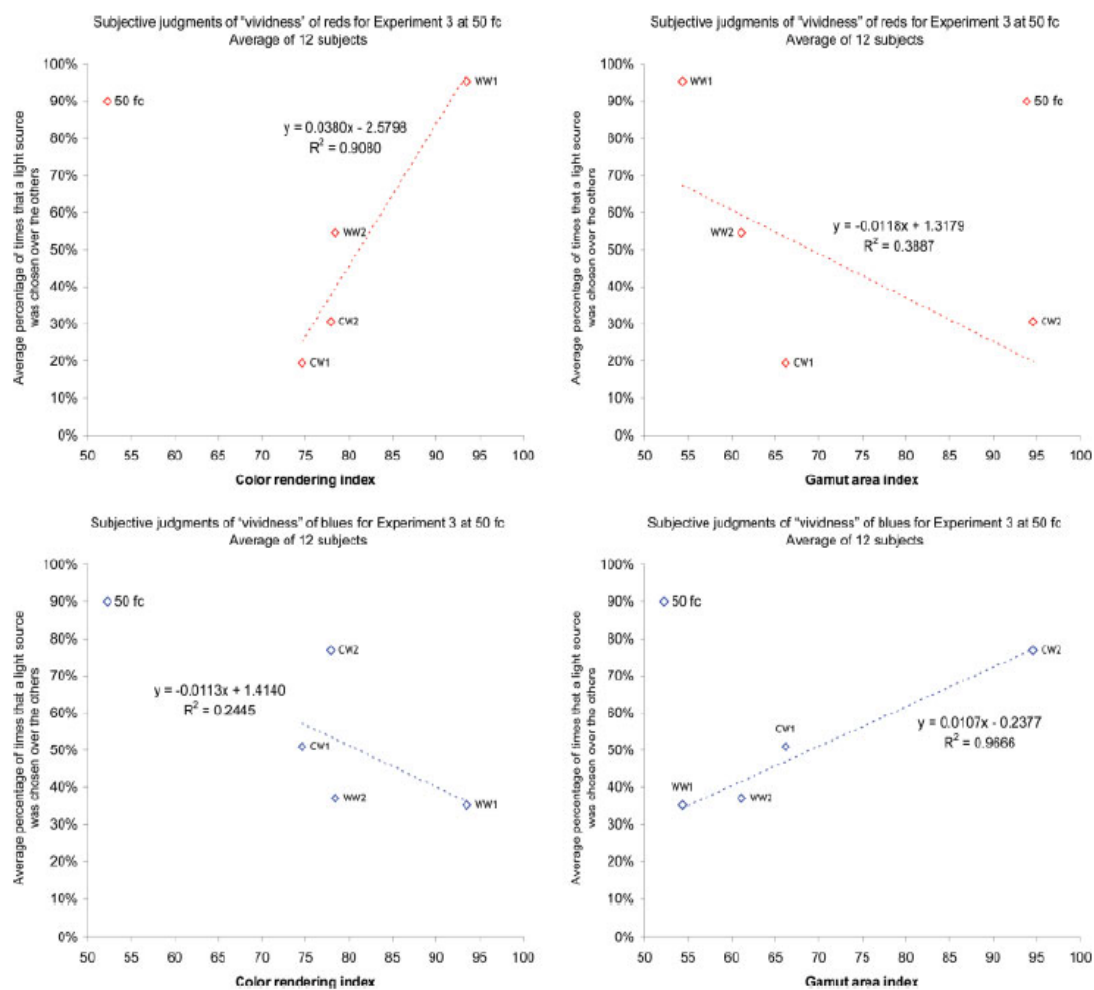 Subjective judgments of "vividness" of reds for Experiment 3 at 50 fc
Average of 12 subjects
Average percentage of times that a light source
was chosen over the others
100%
90%
80%
70%
60%
50%
40%
30%
20%
10%
0%
50 fc
WW1
y = 0.0380x - 2.5798
R² = 0.9080
WW2
CW2
CW1
50 55 60 65 70 75 80 85 90 95 100
Color rendering index
Subjective judgments of "vividness" of reds for Experiment 3 at 50 fc
Average of 12 subjects
Average percentage of times that a light source
was chosen over the others
100%
90%
80%
70%
60%
50%
40%
30%
20%
10%
0%
WW1
50 fc
y = -0.0118x + 1.3179
R² = 0.3887
WW2
CW2
CW1
50 55 60 65 70 75 80 85 90 95 100
Gamut area index
Subjective judgments of "vividness" of blues for Experiment 3 at 50 fc
Average of 12 subjects
Average percentage of times that a light source
was chosen over the others
100%
90%
80%
70%
60%
50%
40%
30%
20%
10%
0%
50 fc
CW2
y = -0.0113x + 1.4140
R² = 0.2445
CW1
WW2
WW1
50 55 60 65 70 75 80 85 90 95 100
Color rendering index
Subjective judgments of "vividness" of blues for Experiment 3 at 50 fc
Average of 12 subjects
Average percentage of times that a light source
was chosen over the others
100%
90%
80%
70%
60%
50%
40%
30%
20%
10%
0%
50 fc
CW2
y = 0.0107x - 0.2377
R² = 0.9666
CW1
WW1
WW2
50 55 60 65 70 75 80 85 90 95 100
Gamut area index